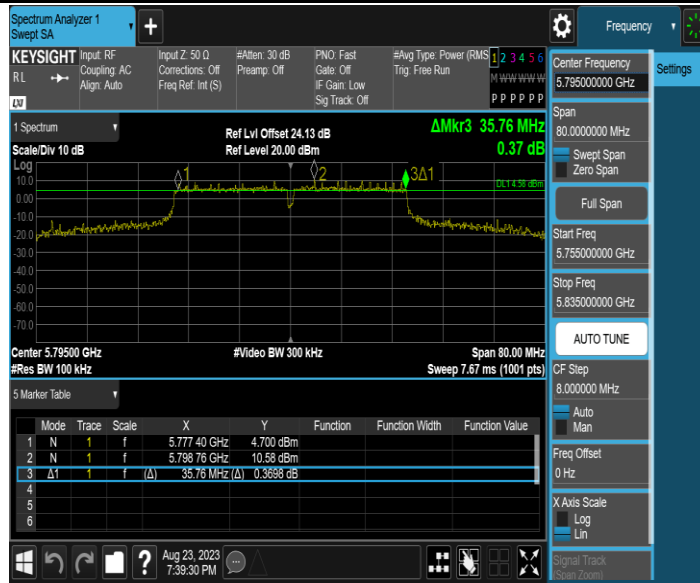 Spectrum Analyzer 1
Swept SA
+
Frequency
KEYSIGHT
RL
LXI
Input: RF
Coupling: AC
Align: Auto
Input Z: 50 Ω
Corrections: Off
Freq Ref: Int (S)
#Atten: 30 dB
Preamp: Off
PNO: Fast
Gate: Off
IF Gain: Low
Sig Track: Off
#Avg Type: Power (RMS
Trig: Free Run
1 2 3 4 5 6
M W W W W W
P P P P P P
1 Spectrum
Scale/Div 10 dB
Ref Lvl Offset 24.13 dB
Ref Level 20.00 dBm
ΔMkr3 35.76 MHz
0.37 dB
Log
10.0
0.00
-10.0
-20.0
-30.0
-40.0
-50.0
-60.0
-70.0
1
2
3Δ1
DL1 4.58 dBm
Center 5.79500 GHz
#Res BW 100 kHz
#Video BW 300 kHz
Span 80.00 MHz
Sweep 7.67 ms (1001 pts)
5 Marker Table
Mode Trace Scale X Y Function Function Width Function Value
1 N 1 f 5.777 40 GHz 4.700 dBm
2 N 1 f 5.798 76 GHz 10.58 dBm
3 Δ1 1 f (Δ) 35.76 MHz (Δ) 0.3698 dB
4
5
6
?
Aug 23, 2023
7:39:30 PM
Center Frequency
5.795000000 GHz
Settings
Span
80.0000000 MHz
Swept Span
Zero Span
Full Span
Start Freq
5.755000000 GHz
Stop Freq
5.835000000 GHz
AUTO TUNE
CF Step
8.000000 MHz
Auto
Man
Freq Offset
0 Hz
X Axis Scale
Log
Lin
Signal Track
(Span Zoom)